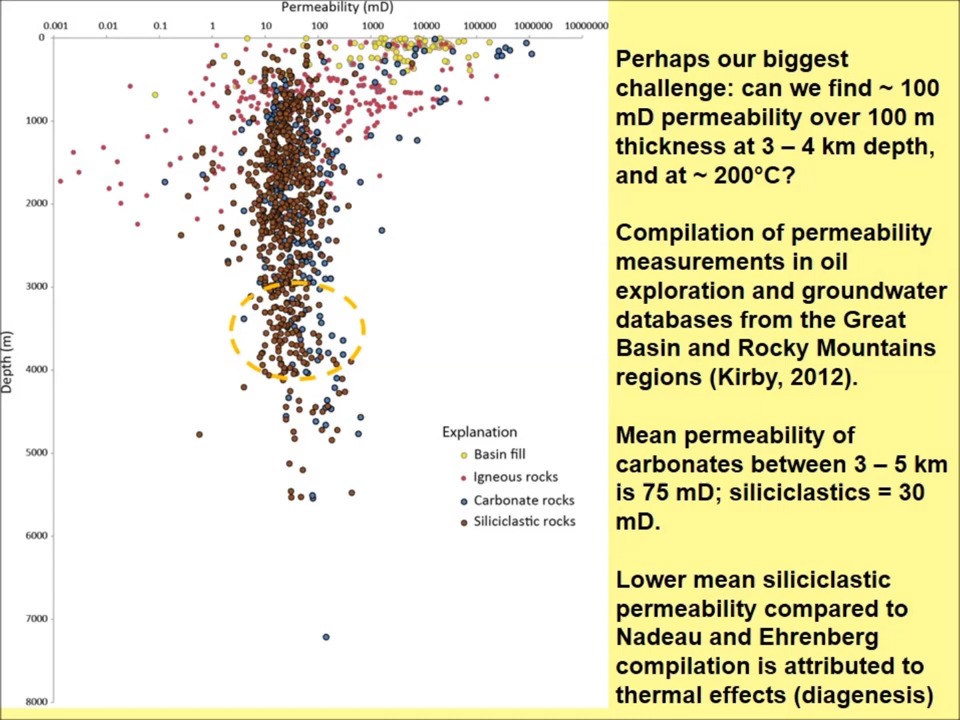 Permeability (mD)
0.001 0.01 0.1 1 10 100 1000 10000 100000 1000000 10000000
0
1000
2000
3000
4000
5000
6000
7000
8000
Depth (m)
Explanation
Basin fill
Igneous rocks
Carbonate rocks
Siliciclastic rocks
Perhaps our biggest
challenge: can we find ~ 100
mD permeability over 100 m
thickness at 3 – 4 km depth,
and at ~ 200°C?
Compilation of permeability
measurements in oil
exploration and groundwater
databases from the Great
Basin and Rocky Mountains
regions (Kirby, 2012).
Mean permeability of
carbonates between 3 – 5 km
is 75 mD; siliciclastics = 30
mD.
Lower mean siliciclastic
permeability compared to
Nadeau and Ehrenberg
compilation is attributed to
thermal effects (diagenesis)